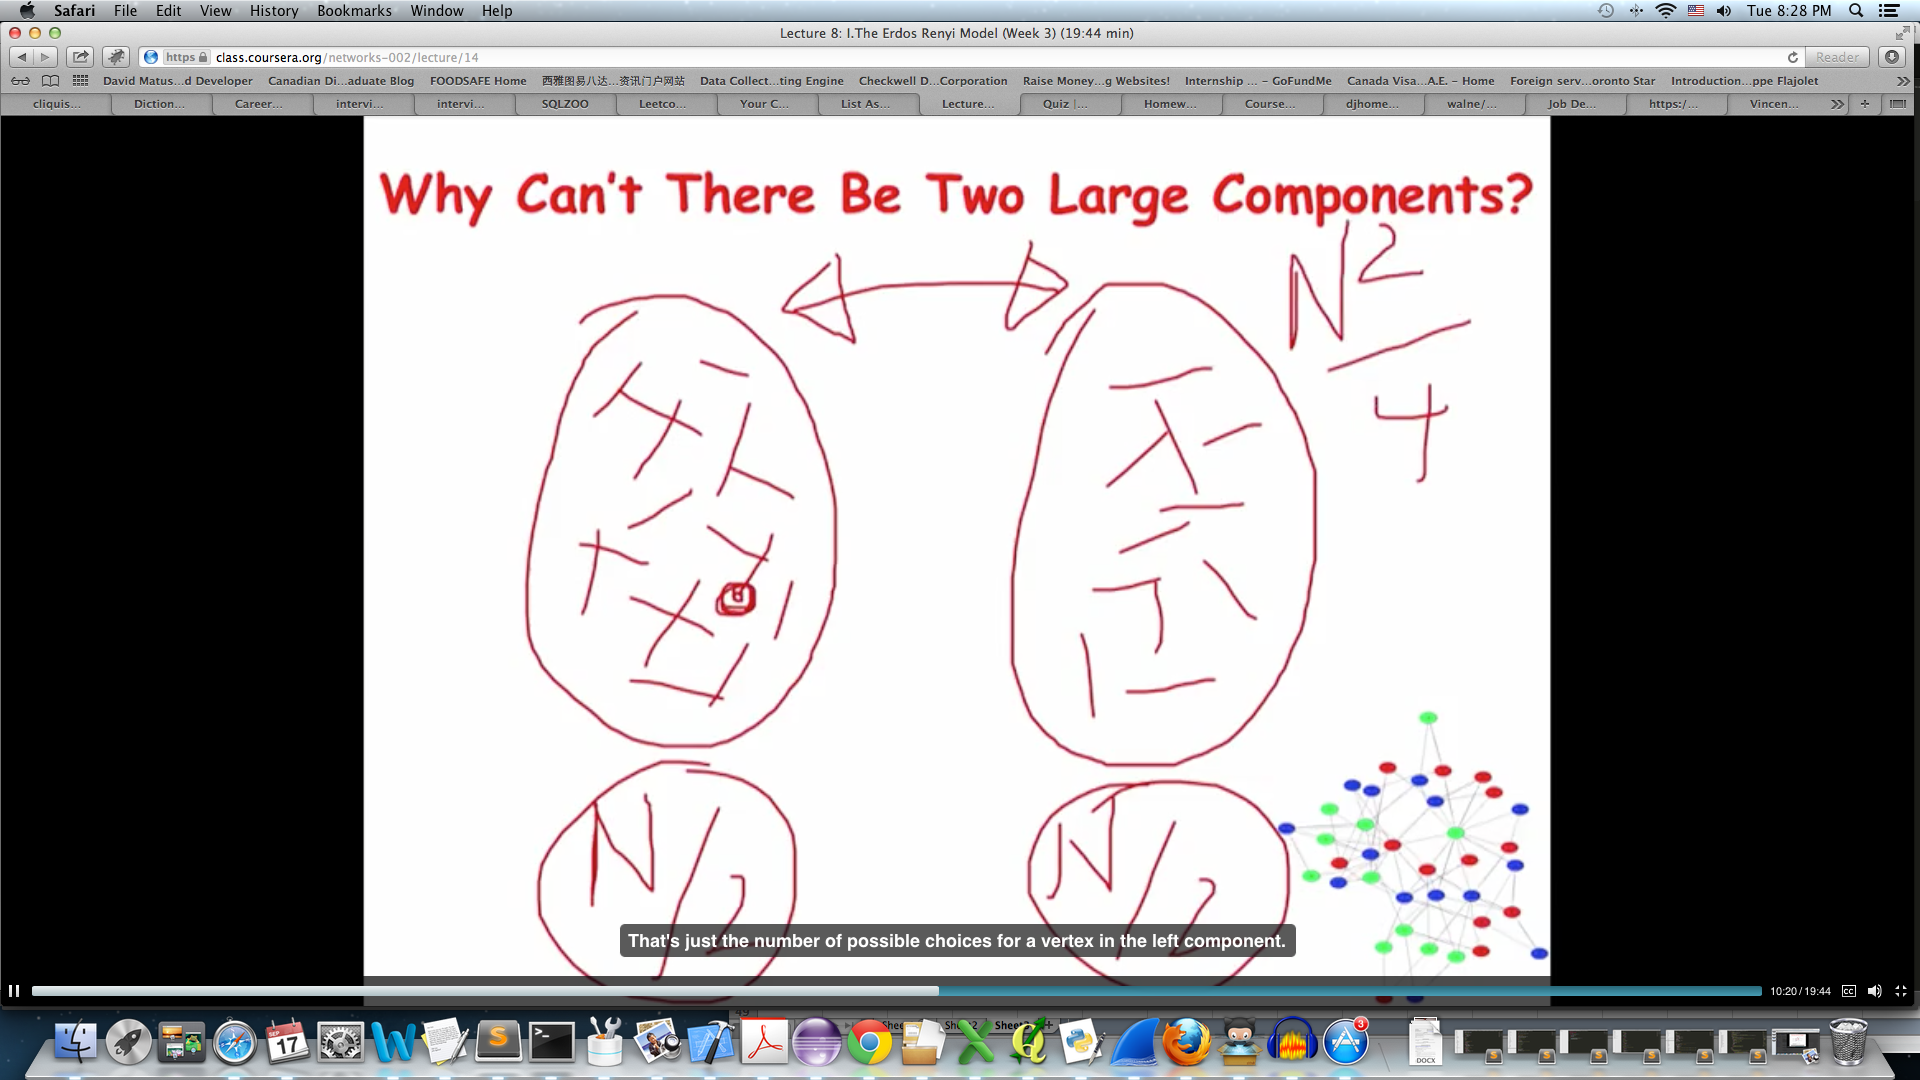 Safari File Edit View History Bookmarks Window Help Tue 8:28 PM
Lecture 8: I.The Erdos Renyi Model (Week 3) (19:44 min)
https class.coursera.org/networks-002/lecture/14 Reader
David Matus...d Developer Canadian Di...aduate Blog FOODSAFE Home 西雅图易八达...资讯门户网站 Data Collect...ting Engine Checkwell D...Corporation Raise Money...g Websites! Internship ... - GoFundMe Canada Visa...A.E. - Home Foreign serv...oronto Star Introduction...ppe Flajolet
cliquis... Diction... Career... intervi... intervi... SQLZOO Leetco... Your C... List As... Lecture... Quiz |... Homew... Course... djhome... walne/... Job De... https:/... Vincen...
Why Can't There Be Two Large Components?
N²
4
N/2 N/2
That's just the number of possible choices for a vertex in the left component.
10:20 / 19:44 CC
SEP
17
3
DOCX